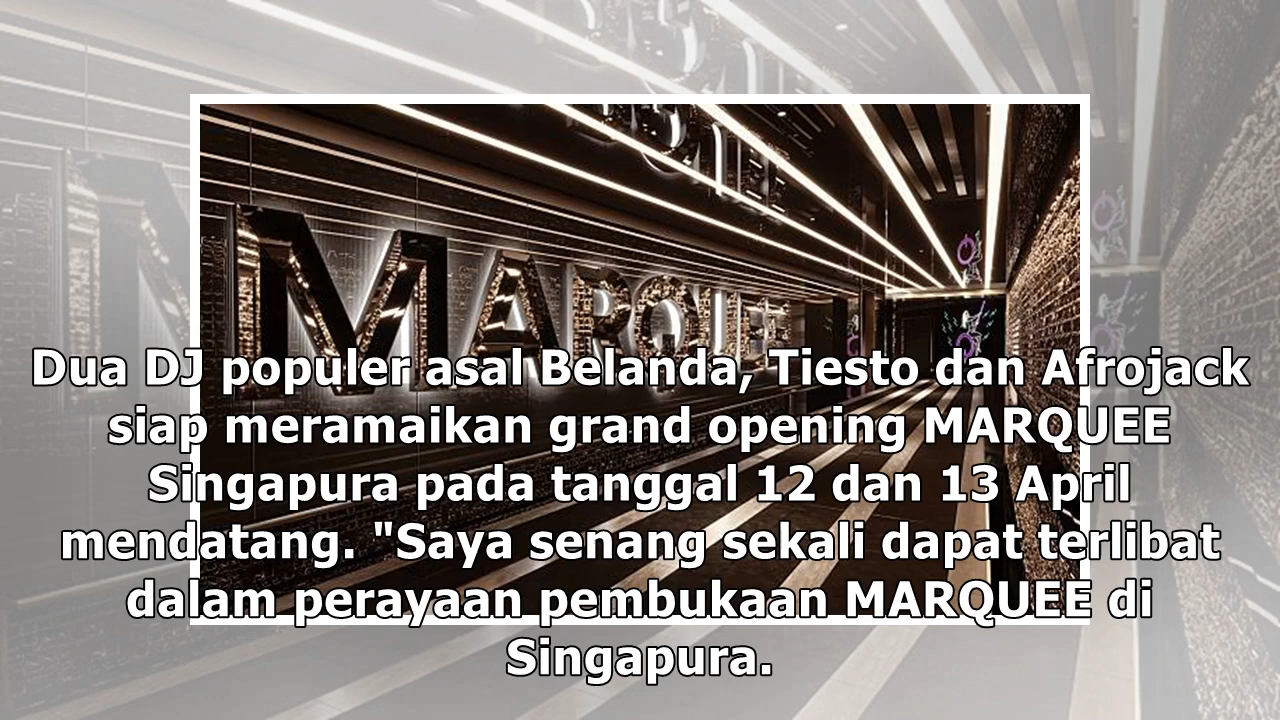 MARQUEE
Dua DJ populer asal Belanda, Tiesto dan Afrojack
siap meramaikan grand opening MARQUEE
Singapura pada tanggal 12 dan 13 April
mendatang. "Saya senang sekali dapat terlibat
dalam perayaan pembukaan MARQUEE di
Singapura.